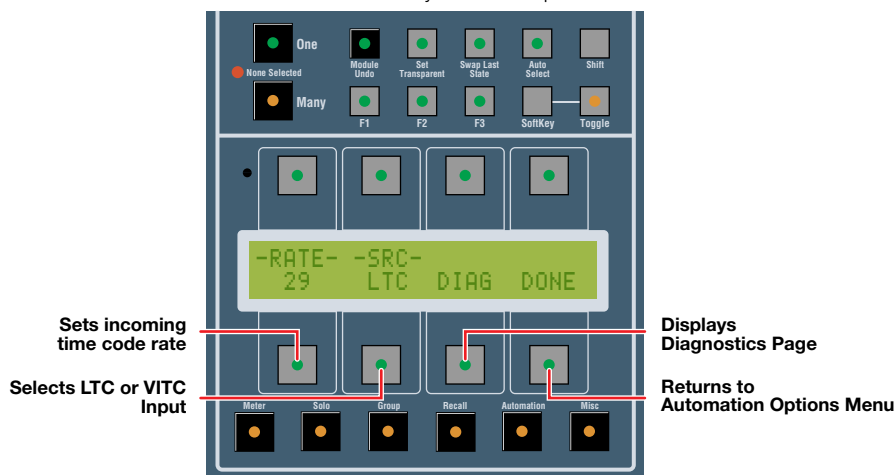 One
None Selected
Many
Module
Undo
Set
Transparent
Swap Last
State
Auto
Select
Shift
F1
F2
F3
SoftKey
Toggle
-RATE- -SRC-
29 LTC DIAG DONE
Sets incoming
time code rate
Displays
Diagnostics Page
Selects LTC or VITC
Input
Returns to
Automation Options Menu
Meter
Solo
Group
Recall
Automation
Misc